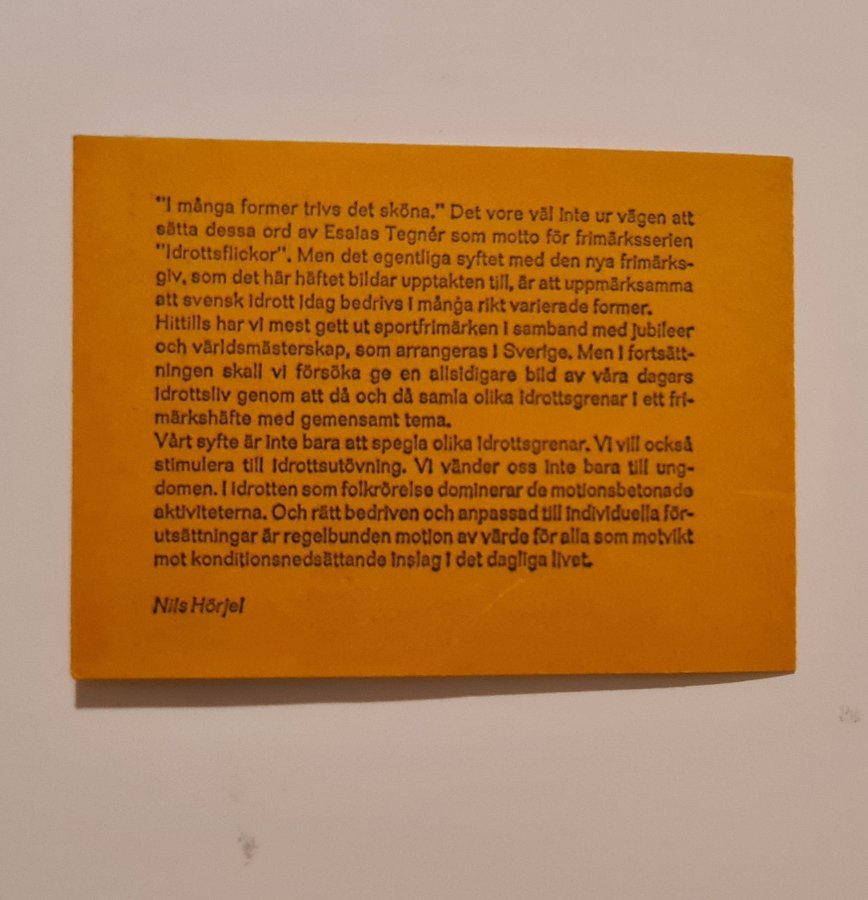 "I många former trivs det sköna." Det vore väl inte ur vägen att
sätta dessa ord av Esaias Tegnér som motto för frimärksserien
"Idrottsflickor". Men det egentliga syftet med den nya frimärks-
giv, som det här häftet bildar upptakten till, är att uppmärksamma
att svensk idrott idag bedrivs i många rikt varierade former.
Hittills har vi mest gett ut sportfrimärken i samband med jubileer
och världsmästerskap, som arrangeras i Sverige. Men i fortsätt-
ningen skall vi försöka ge en allsidigare bild av våra dagars
idrottsliv genom att då och då samla olika idrottsgrenar i ett fri-
märkshäfte med gemensamt tema.
Vårt syfte är inte bara att spegla olika idrottsgrenar. Vi vill också
stimulera till idrottsutövning. Vi vänder oss inte bara till ung-
domen. I idrotten som folkrörelse dominerar de motionsbetonade
aktiviteterna. Och rätt bedriven och anpassad till individuella för-
utsättningar är regelbunden motion av värde för alla som motvikt
mot konditionsnedsättande inslag i det dagliga livet.
Nils Hörjel